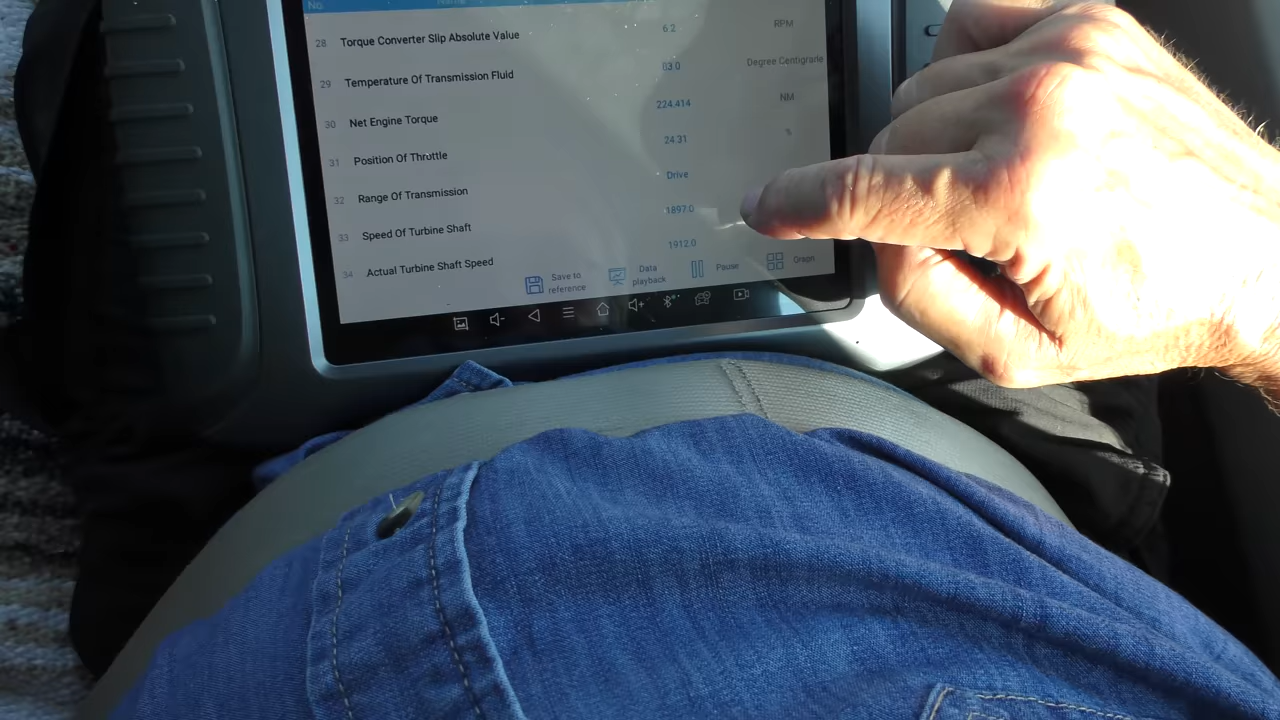 No.
Name
28 Torque Converter Slip Absolute Value 6.2 RPM
29 Temperature Of Transmission Fluid 83.0 Degree Centigrade
30 Net Engine Torque 224.414 NM
31 Position Of Throttle 24.31 %
32 Range Of Transmission Drive
33 Speed Of Turbine Shaft 1897.0
34 Actual Turbine Shaft Speed 1912.0
Save to reference
Data playback
Pause
Graph